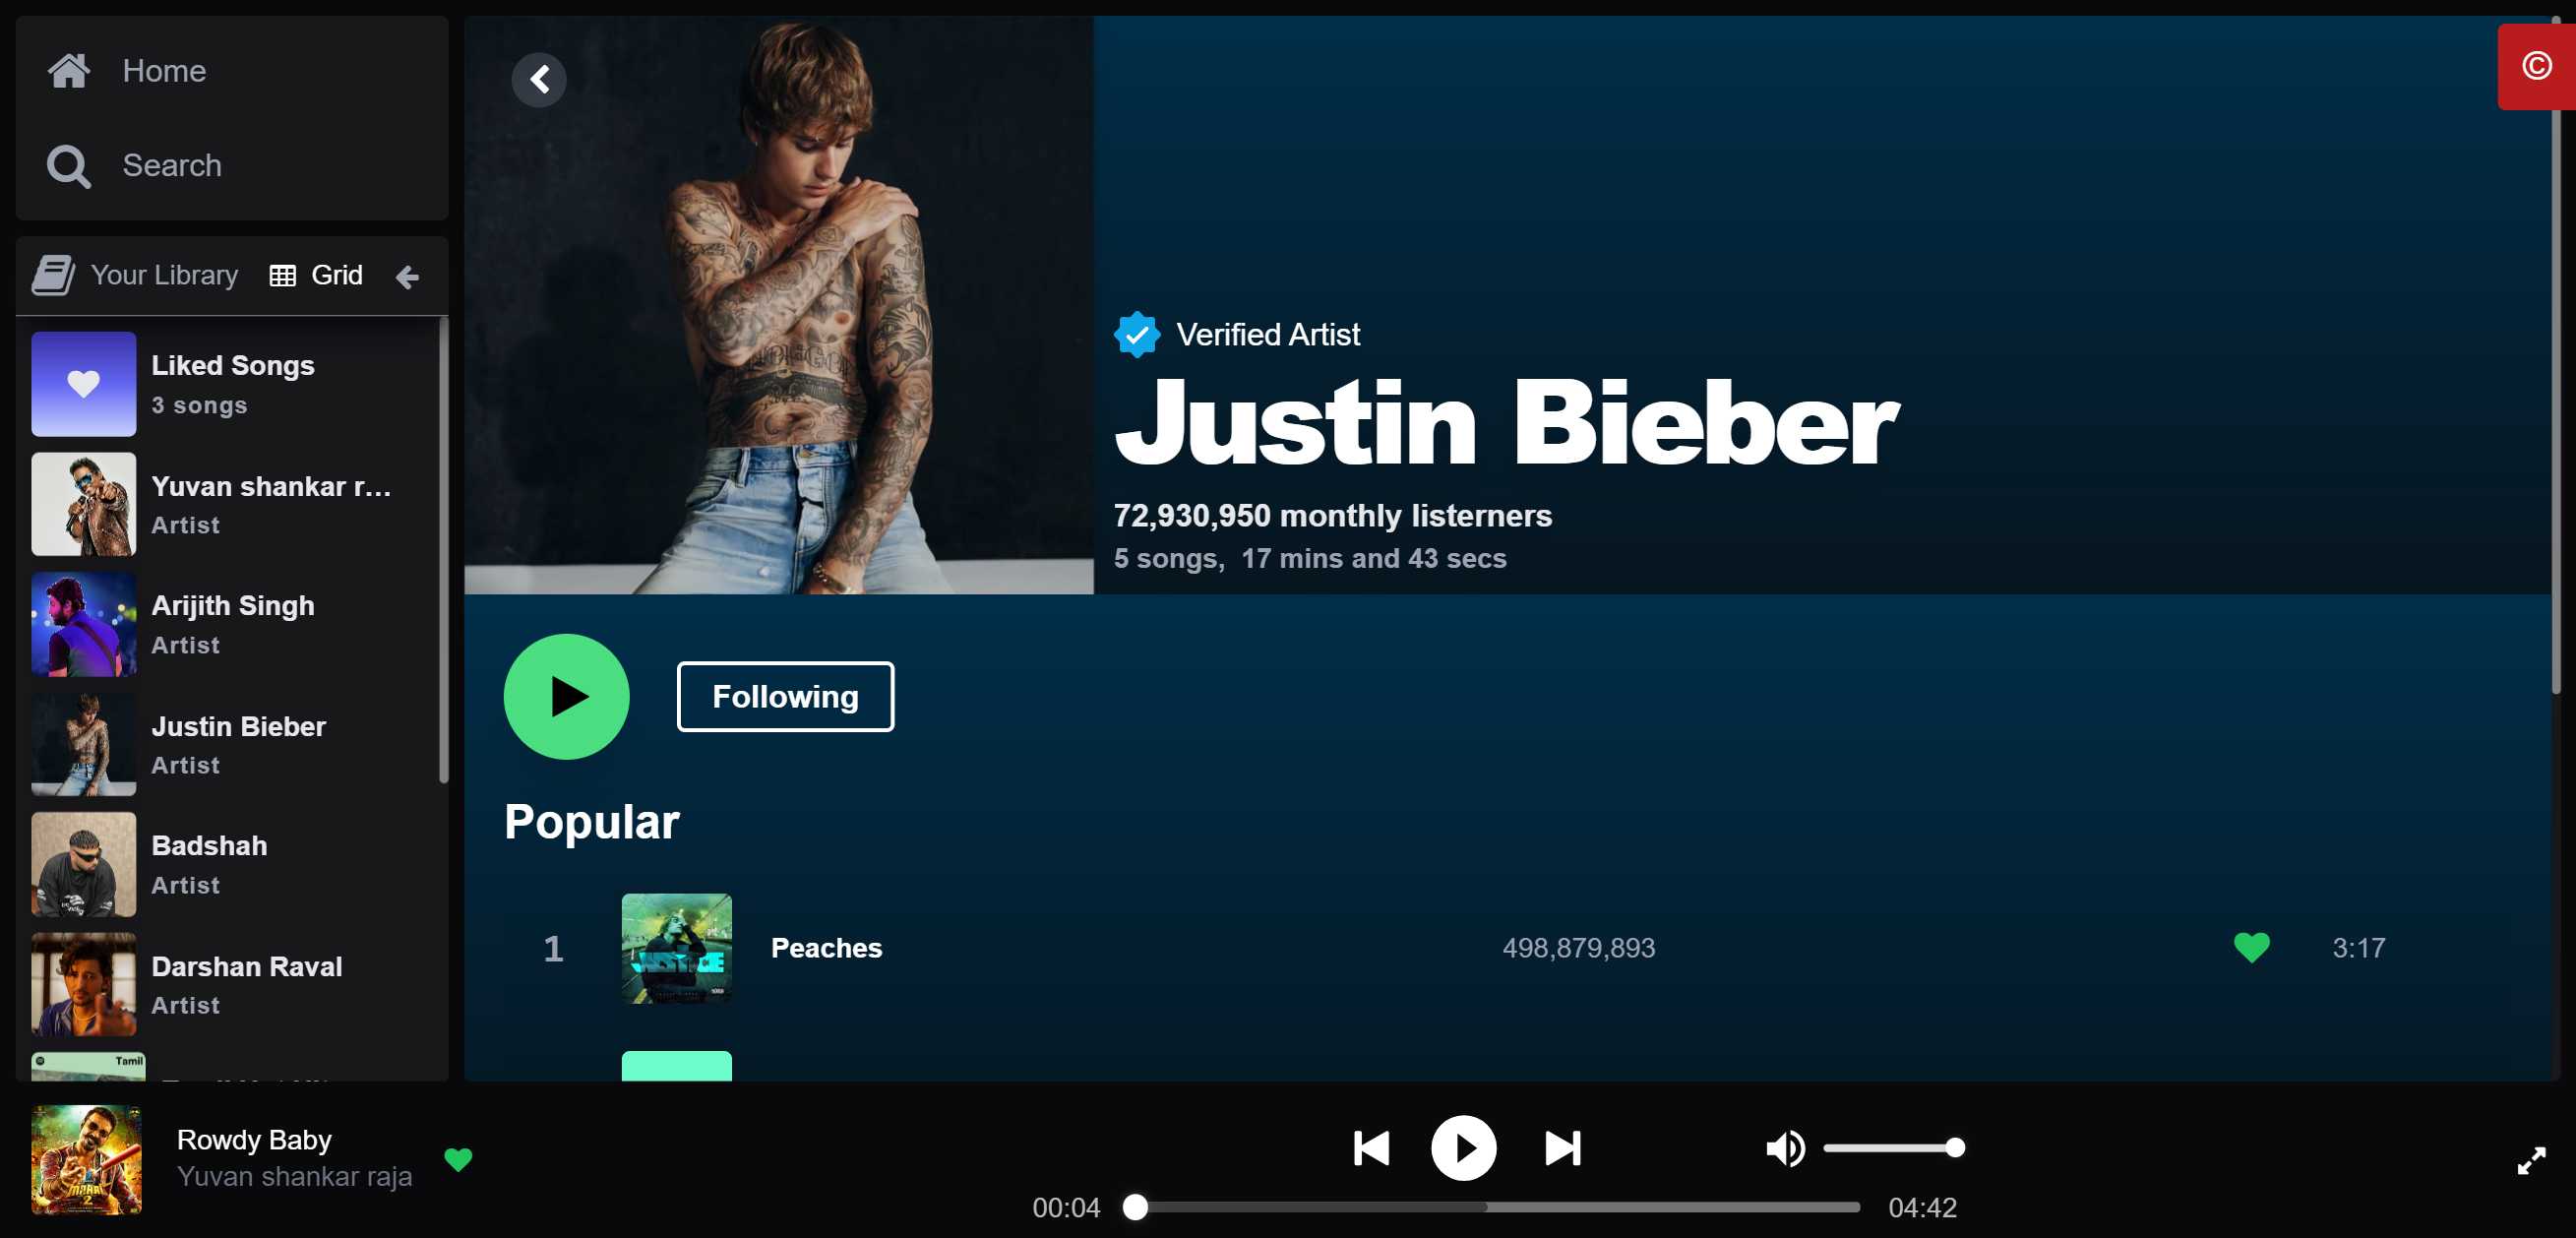 Home
Search
Your Library
Grid
Liked Songs
3 songs
Yuvan shankar r...
Artist
Arijith Singh
Artist
Justin Bieber
Artist
Badshah
Artist
Darshan Raval
Artist
Tamil
©
Verified Artist
Justin Bieber
72,930,950 monthly listerners
5 songs, 17 mins and 43 secs
Following
Popular
1
Peaches
498,879,893
3:17
Rowdy Baby
Yuvan shankar raja
00:04
04:42